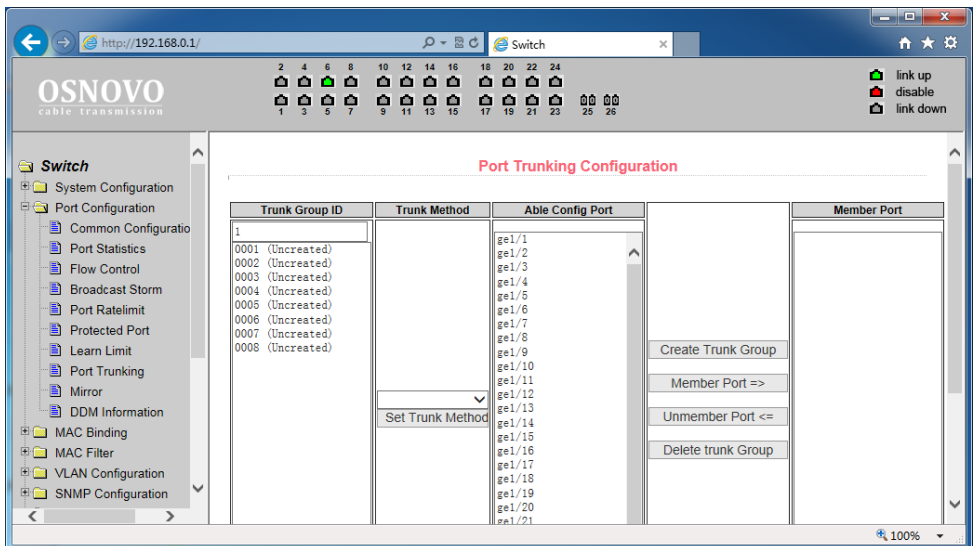 http://192.168.0.1/
Switch
OSNOVO
cable transmission
2 4 6 8 10 12 14 16 18 20 22 24
1 3 5 7 9 11 13 15 17 19 21 23 25 26
link up
disable
link down
Switch
System Configuration
Port Configuration
Common Configuratio
Port Statistics
Flow Control
Broadcast Storm
Port Ratelimit
Protected Port
Learn Limit
Port Trunking
Mirror
DDM Information
MAC Binding
MAC Filter
VLAN Configuration
SNMP Configuration
Port Trunking Configuration
Trunk Group ID
1
0001 (Uncreated)
0002 (Uncreated)
0003 (Uncreated)
0004 (Uncreated)
0005 (Uncreated)
0006 (Uncreated)
0007 (Uncreated)
0008 (Uncreated)
Trunk Method
Set Trunk Method
Able Config Port
ge1/1
ge1/2
ge1/3
ge1/4
ge1/5
ge1/6
ge1/7
ge1/8
ge1/9
ge1/10
ge1/11
ge1/12
ge1/13
ge1/14
ge1/15
ge1/16
ge1/17
ge1/18
ge1/19
ge1/20
ge1/21
Create Trunk Group
Member Port =>
Unmember Port <=
Delete trunk Group
Member Port
100%